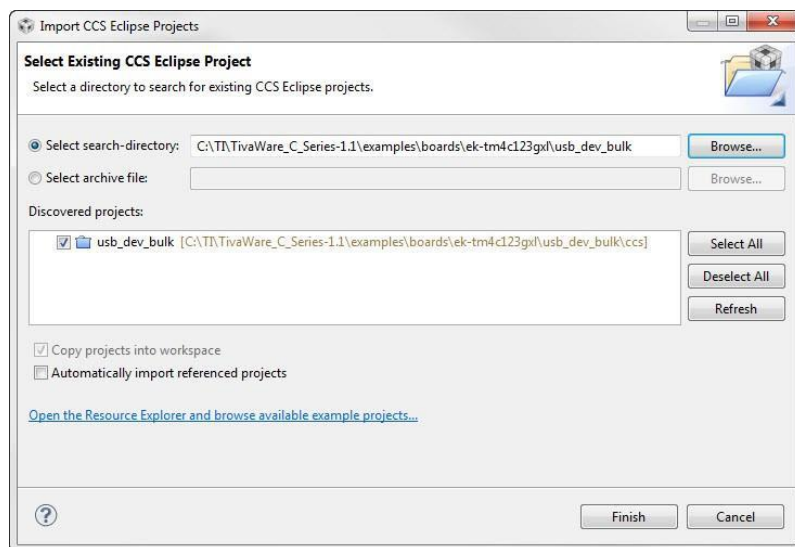 Import CCS Eclipse Projects
Select Existing CCS Eclipse Project
Select a directory to search for existing CCS Eclipse projects.
Select search-directory: C:\TI\TivaWare_C_Series-1.1\examples\boards\ek-tm4c123gxl\usb_dev_bulk Browse...
Select archive file: Browse...
Discovered projects:
usb_dev_bulk [C:\TI\TivaWare_C_Series-1.1\examples\boards\ek-tm4c123gxl\usb_dev_bulk\ccs] Select All
Deselect All
Refresh
Copy projects into workspace
Automatically import referenced projects
Open the Resource Explorer and browse available example projects...
? Finish Cancel